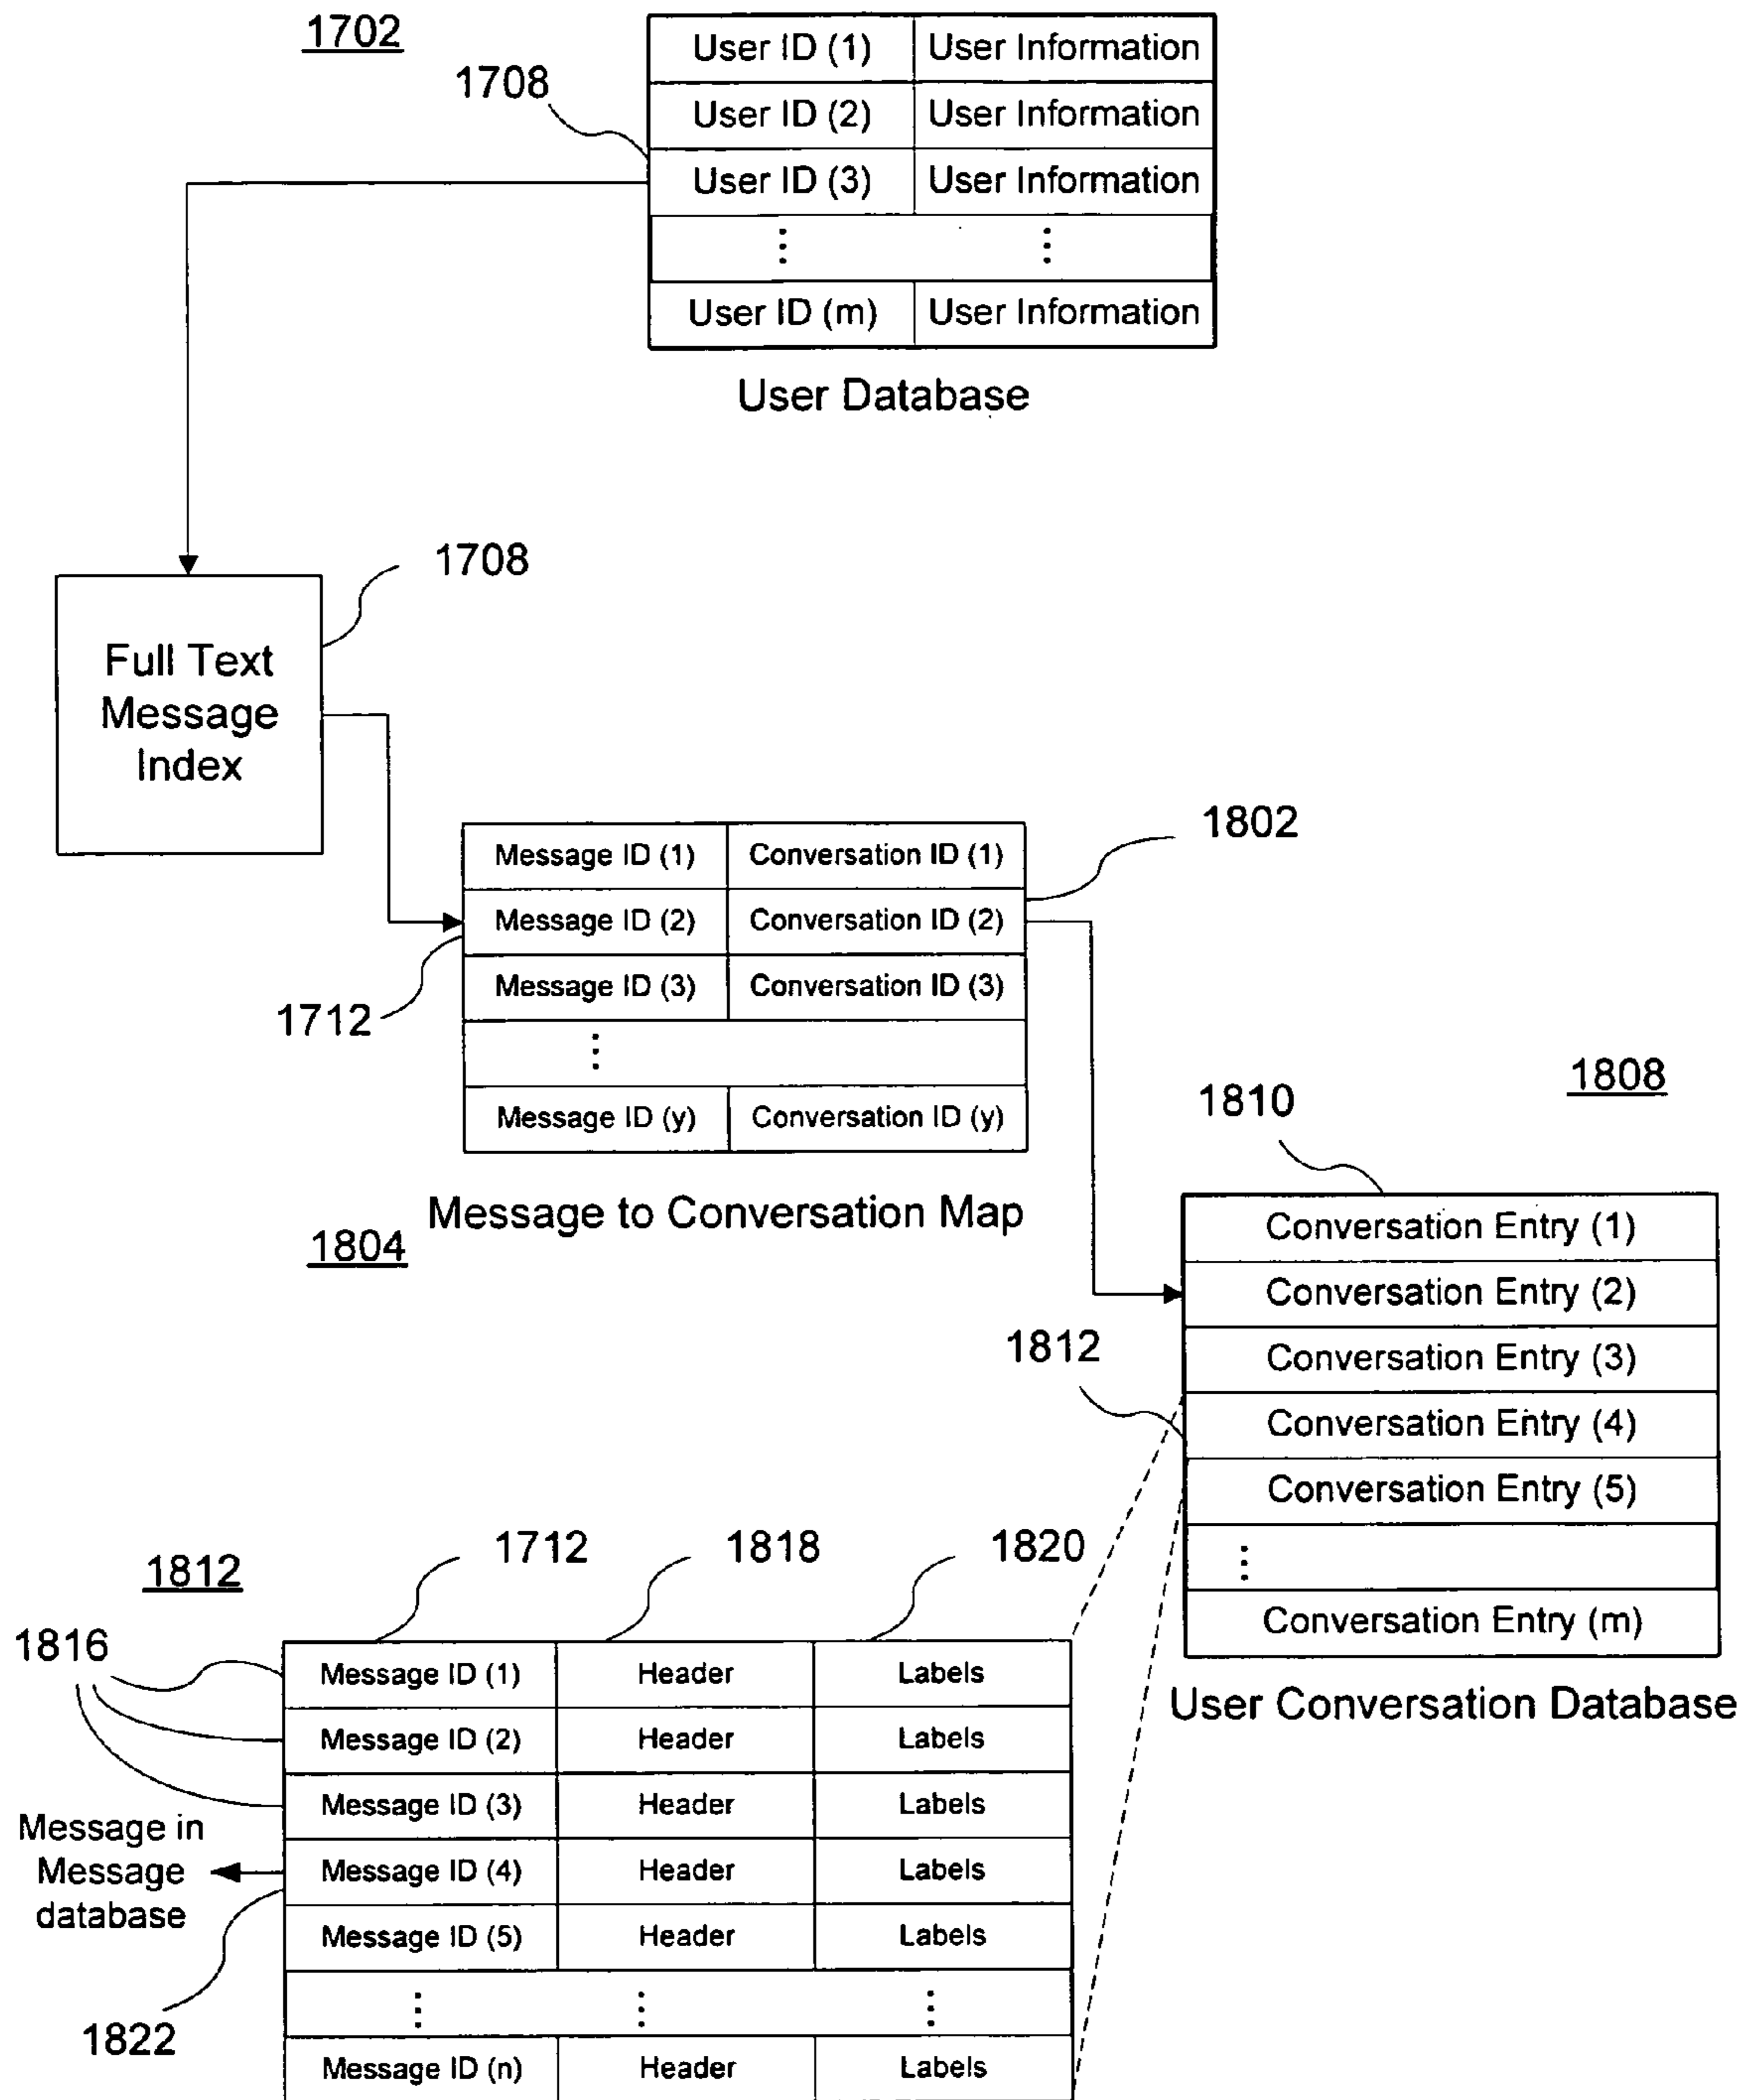 1702
1708
User ID (1) User Information
User ID (2) User Information
User ID (3) User Information
⋮ ⋮
User ID (m) User Information
User Database
1708
Full Text
Message
Index
1802
Message ID (1) Conversation ID (1)
Message ID (2) Conversation ID (2)
Message ID (3) Conversation ID (3)
⋮
Message ID (y) Conversation ID (y)
1712
Message to Conversation Map
1804
1808
1810
Conversation Entry (1)
Conversation Entry (2)
Conversation Entry (3)
Conversation Entry (4)
Conversation Entry (5)
⋮
Conversation Entry (m)
User Conversation Database
1812
1812
1712 1818 1820
1816
Message ID (1) Header Labels
Message ID (2) Header Labels
Message ID (3) Header Labels
Message ID (4) Header Labels
Message ID (5) Header Labels
⋮ ⋮ ⋮
Message ID (n) Header Labels
Message in
Message
database
1822